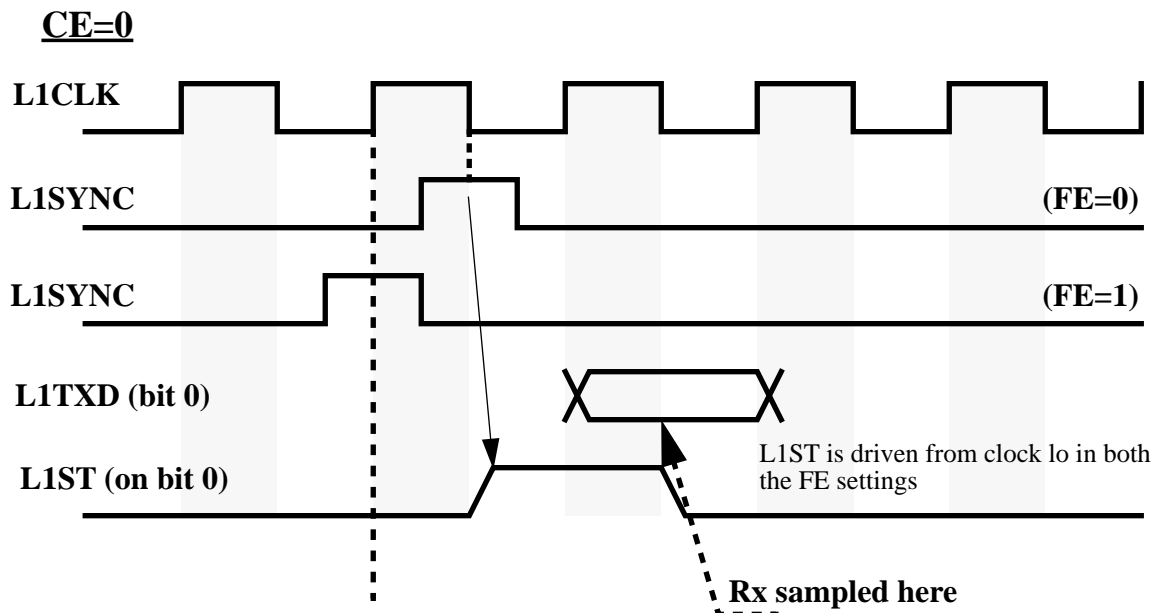 CE=0
L1CLK
L1SYNC (FE=0)
L1SYNC (FE=1)
L1TXD (bit 0)
L1ST is driven from clock lo in both
the FE settings
L1ST (on bit 0)
Rx sampled here